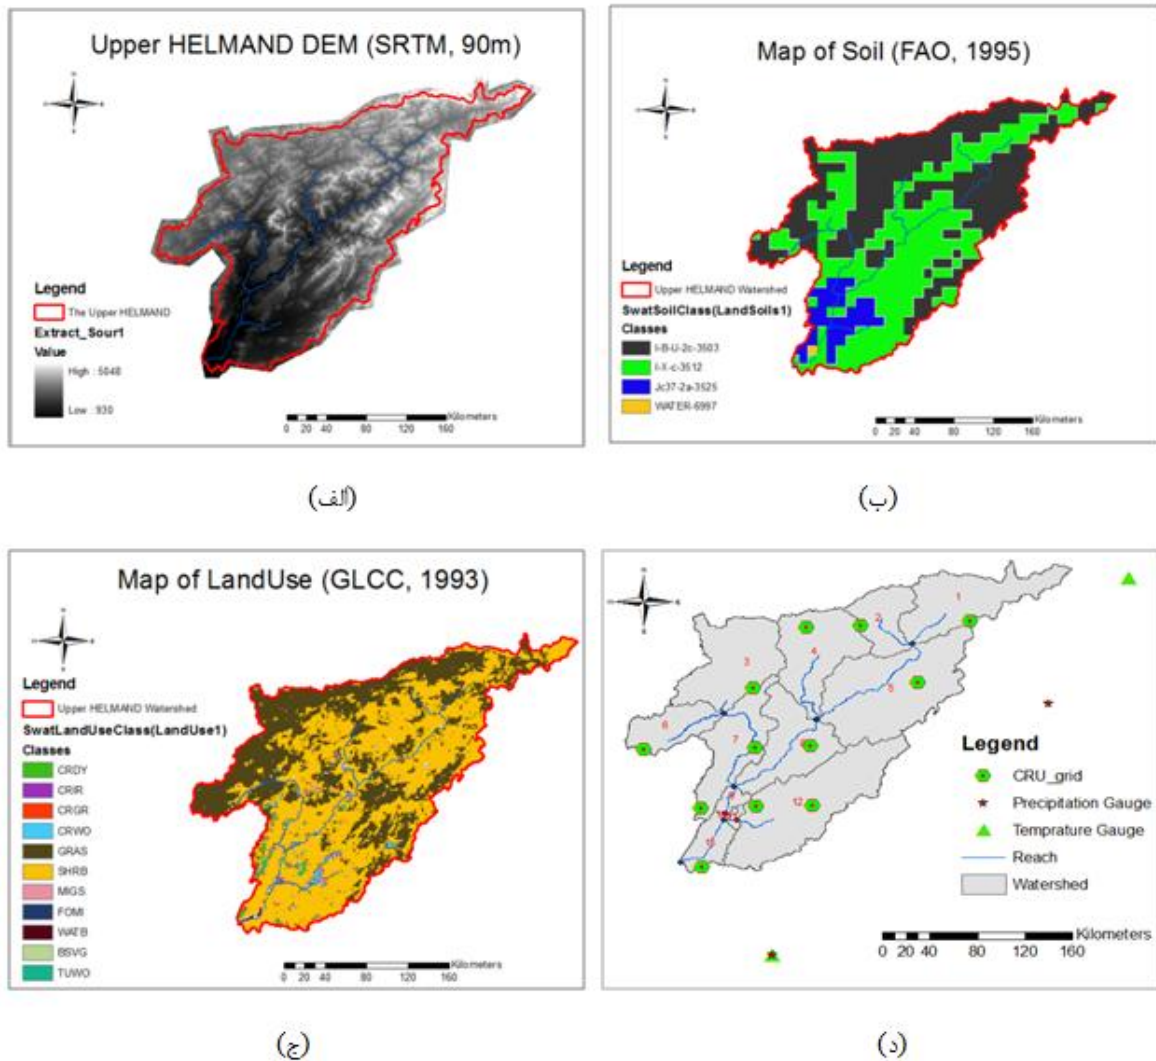 Upper HELMAND DEM (SRTM, 90m)
Legend
The Upper HELMAND
Extract_Sour1
Value
High : 5048
Low : 930
Kilometers
0 20 40 80 120 160
(الف)
Map of Soil (FAO, 1995)
Legend
Upper HELMAND Watershed
SwatSoilClass(LandSoils1)
Classes
I-B-U-2c-3503
I-X-c-3512
Jc37-2a-3525
WATER-6997
Kilometers
0 20 40 80 120 160
(ب)
Map of LandUse (GLCC, 1993)
Legend
Upper HELMAND Watershed
SwatLandUseClass(LandUse1)
Classes
CRDY
CRIR
CRGR
CRWO
GRAS
SHRB
MIGS
FOMI
WATB
BSVG
TUWO
Kilometers
0 20 40 80 120 160
(ج)
1
2
4
3
5
6
7
12
10
Legend
CRU_grid
Precipitation Gauge
Temprature Gauge
Reach
Watershed
Kilometers
0 20 40 80 120 160
(د)